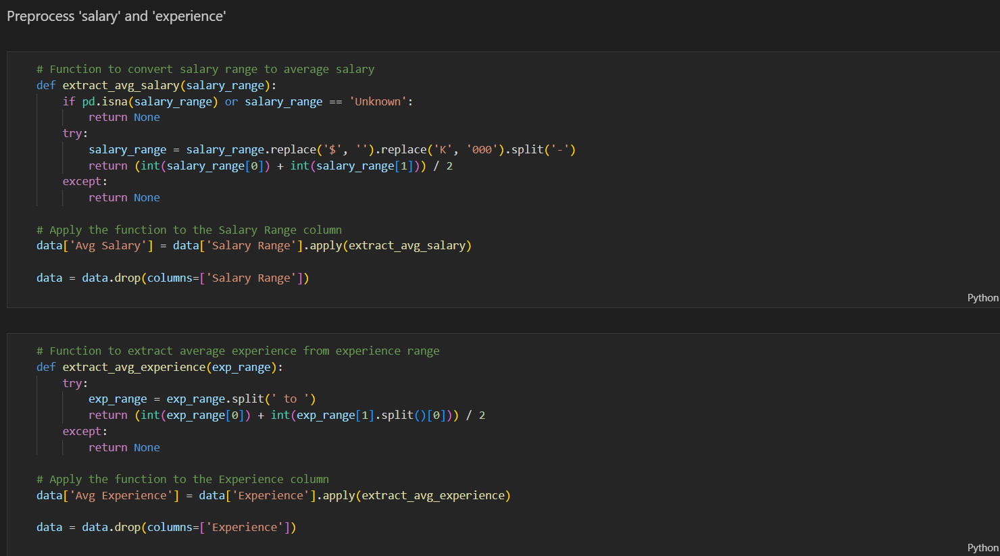 Preprocess 'salary' and 'experience'
# Function to convert salary range to average salary
def extract_avg_salary(salary_range):
    if pd.isna(salary_range) or salary_range == 'Unknown':
        return None
    try:
        salary_range = salary_range.replace('$', '').replace('K', '000').split('-')
        return (int(salary_range[0]) + int(salary_range[1])) / 2
    except:
        return None
# Apply the function to the Salary Range column
data['Avg Salary'] = data['Salary Range'].apply(extract_avg_salary)
data = data.drop(columns=['Salary Range'])
Python
# Function to extract average experience from experience range
def extract_avg_experience(exp_range):
    try:
        exp_range = exp_range.split(' to ')
        return (int(exp_range[0]) + int(exp_range[1].split()[0])) / 2
    except:
        return None
# Apply the function to the Experience column
data['Avg Experience'] = data['Experience'].apply(extract_avg_experience)
data = data.drop(columns=['Experience'])
Python